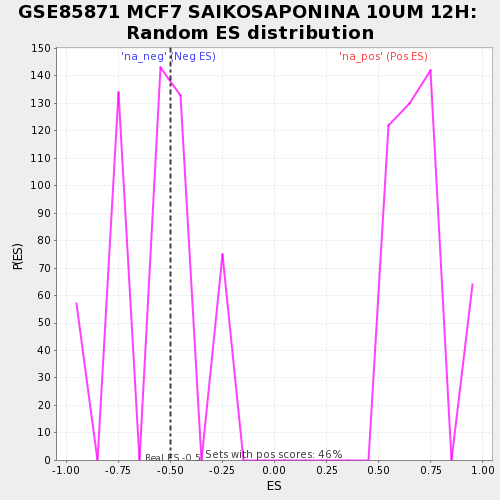 GSE85871 MCF7 SAIKOSAPONINA 10UM 12H:
Random ES distribution
'na_neg' (Neg ES)
'na_pos' (Pos ES)
150
140
130
120
110
100
90
80
70
60
50
40
30
20
10
0
P(ES)
Real ES -0.5
Sets with pos scores: 46%
-1.00 -0.75 -0.50 -0.25 0.00 0.25 0.50 0.75 1.00
ES